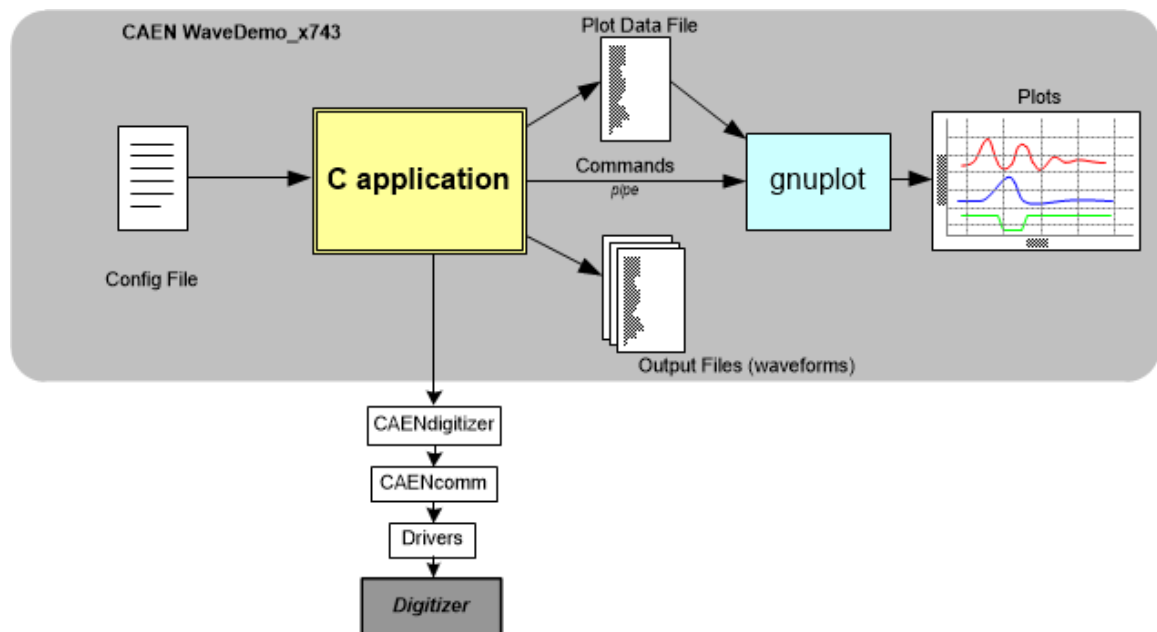 CAEN WaveDemo_x743
Plot Data File
Plots
C application
Commands
pipe
gnuplot
Config File
Output Files (waveforms)
CAENdigitizer
CAENcomm
Drivers
Digitizer